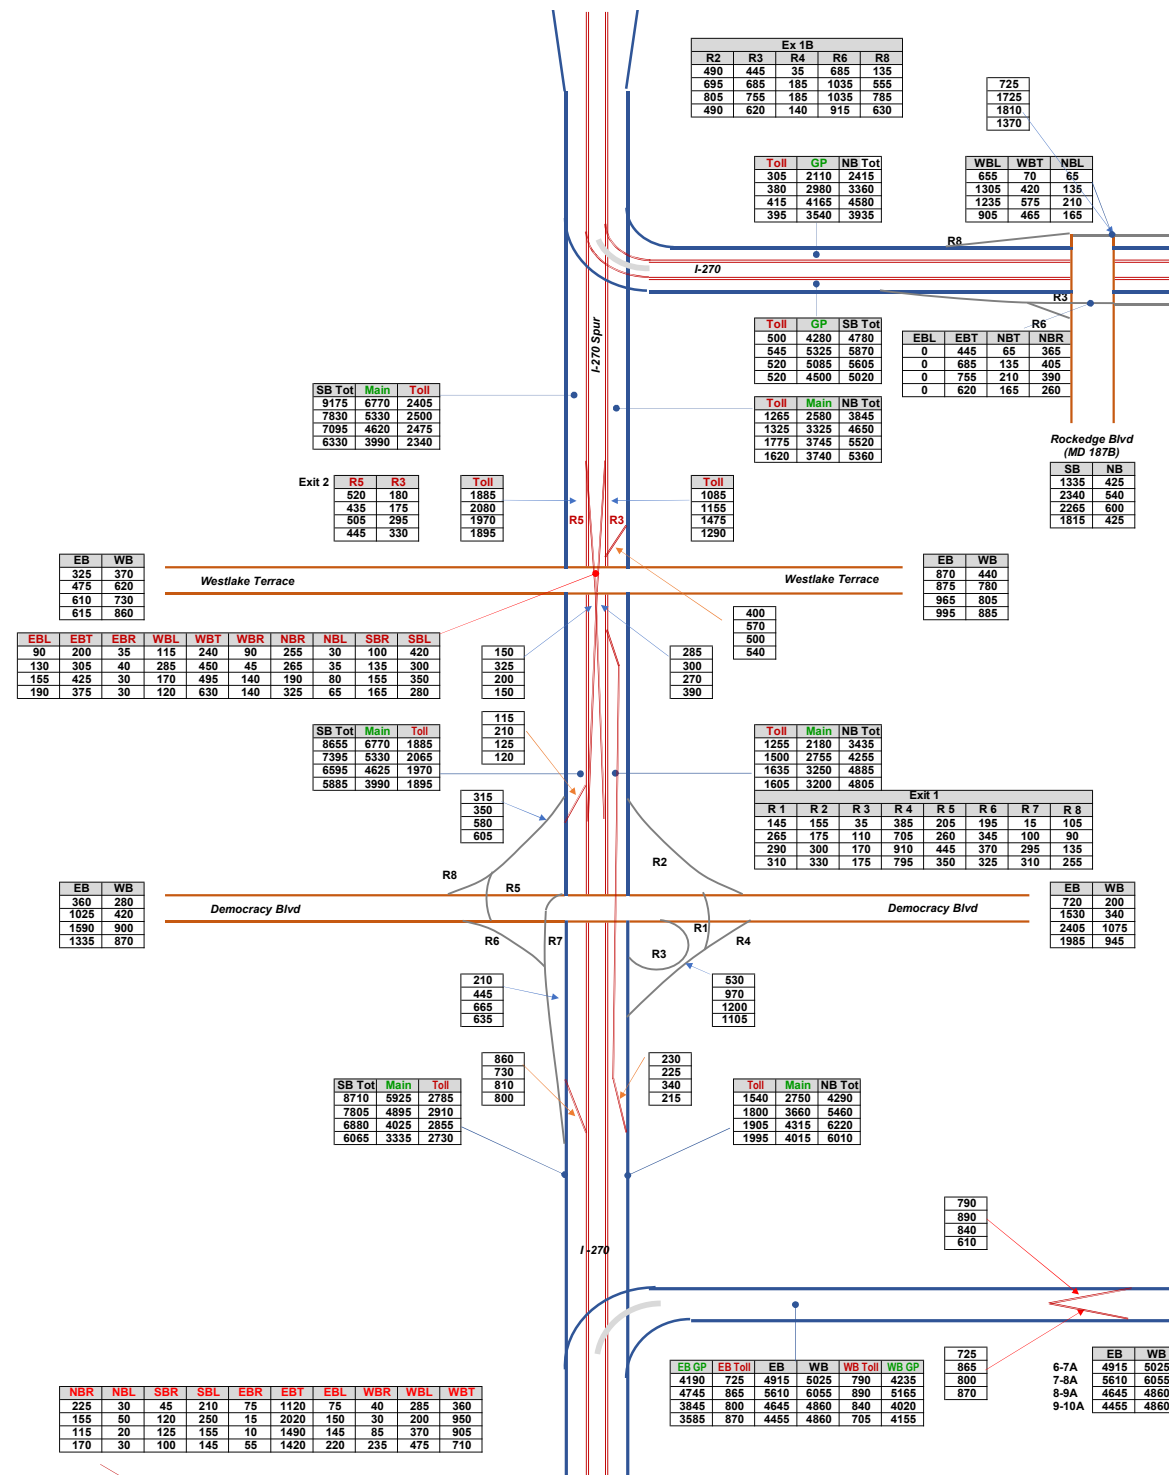 Ex 1B
R2 R3 R4 R6 R8
490 445 35 685 135
695 685 185 1035 555
805 755 185 1035 785
490 620 140 915 630
725
1725
1810
1370
Toll GP NB Tot
305 2110 2415
380 2980 3360
415 4165 4580
395 3540 3935
WBL WBT NBL
655 70 65
1305 420 135
1235 575 210
905 465 165
R8
I-270
R3
R6
Toll GP SB Tot
500 4280 4780
545 5325 5870
520 5085 5605
520 4500 5020
EBL EBT NBT NBR
0 445 65 365
0 685 135 405
0 755 210 390
0 620 165 260
I-270 Spur
SB Tot Main Toll
9175 6770 2405
7830 5330 2500
7095 4620 2475
6330 3990 2340
Toll Main NB Tot
1265 2580 3845
1325 3325 4650
1775 3745 5520
1620 3740 5360
Rockedge Blvd
(MD 187B)
SB NB
1335 425
2340 540
2265 600
1815 425
Exit 2
R5 R3
520 180
435 175
505 295
445 330
Toll
1885
2080
1970
1895
R5
R3
Toll
1085
1155
1475
1290
EB WB
325 370
475 620
610 730
615 860
Westlake Terrace
Westlake Terrace
EB WB
870 440
875 780
965 805
995 885
400
570
500
540
EBL EBT EBR WBL WBT WBR NBR NBL SBR SBL
90 200 35 115 240 90 255 30 100 420
130 305 40 285 450 45 265 35 135 300
155 425 30 170 495 140 190 80 155 350
190 375 30 120 630 140 325 65 165 280
150
325
200
150
285
300
270
390
115
210
125
120
SB Tot Main Toll
8655 6770 1885
7395 5330 2065
6595 4625 1970
5885 3990 1895
Toll Main NB Tot
1255 2180 3435
1500 2755 4255
1635 3250 4885
1605 3200 4805
Exit 1
R 1 R 2 R 3 R 4 R 5 R 6 R 7 R 8
145 155 35 385 205 195 15 105
265 175 110 705 260 345 100 90
290 300 170 910 445 370 295 135
310 330 175 795 350 325 310 255
315
350
580
605
R8
R5
R2
EB WB
360 280
1025 420
1590 900
1335 870
Democracy Blvd
Democracy Blvd
EB WB
720 200
1530 340
2405 1075
1985 945
R6
R7
R1
R3
R4
210
445
665
635
530
970
1200
1105
860
730
810
800
230
225
340
215
SB Tot Main Toll
8710 5925 2785
7805 4895 2910
6880 4025 2855
6065 3335 2730
Toll Main NB Tot
1540 2750 4290
1800 3660 5460
1905 4315 6220
1995 4015 6010
790
890
840
610
I -270
EB GP EB Toll EB WB WB Toll WB GP
4190 725 4915 5025 790 4235
4745 865 5610 6055 890 5165
3845 800 4645 4860 840 4020
3585 870 4455 4860 705 4155
725
865
800
870
EB WB
6-7A 4915 5025
7-8A 5610 6055
8-9A 4645 4860
9-10A 4455 4860
NBR NBL SBR SBL EBR EBT EBL WBR WBL WBT
225 30 45 210 75 1120 75 40 285 360
155 50 120 250 15 2020 150 30 200 950
115 20 125 155 10 1490 145 85 370 905
170 30 100 145 55 1420 220 235 475 710